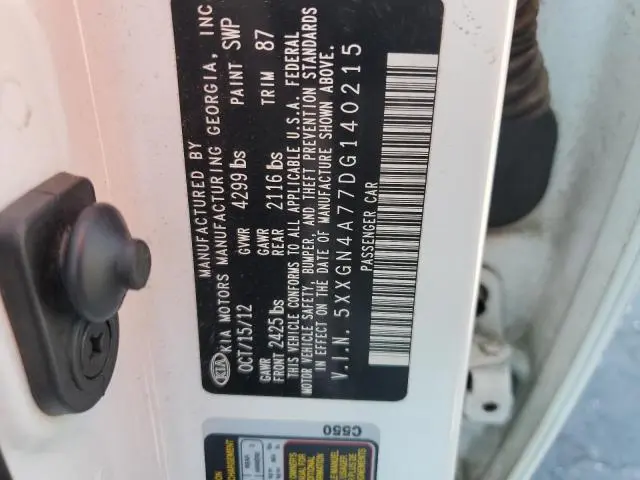 MANUFACTURED BY
KIA KIA MOTORS MANUFACTURING GEORGIA, INC
OCT/15/12 GVWR 4299 lbs PAINT SWP
GAWR FRONT 2425 lbs GAWR REAR 2116 lbs TRIM 87
THIS VEHICLE CONFORMS TO ALL APPLICABLE U.S.A. FEDERAL
MOTOR VEHICLE SAFETY, BUMPER, AND THEFT PREVENTION STANDARDS
IN EFFECT ON THE DATE OF MANUFACTURE SHOWN ABOVE.
V.I.N. 5XXGN4A77DG140215
PASSENGER CAR
C550